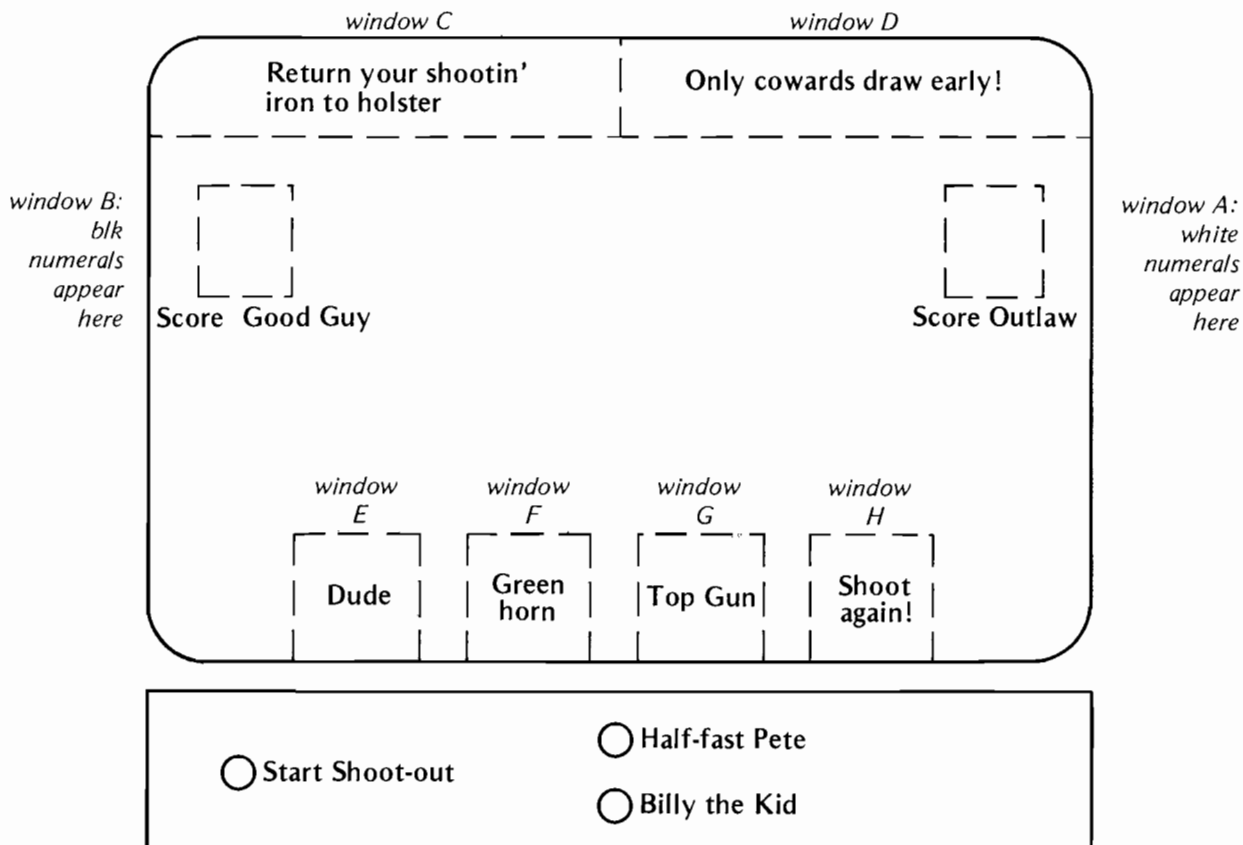 window C
window D
Return your shootin'
iron to holster
Only cowards draw early!
window B:
blk
numerals
appear
here
window A:
white
numerals
appear
here
Score Good Guy
Score Outlaw
window
E
window
F
window
G
window
H
Dude
Green
horn
Top Gun
Shoot
again!
Start Shoot-out
Half-fast Pete
Billy the Kid